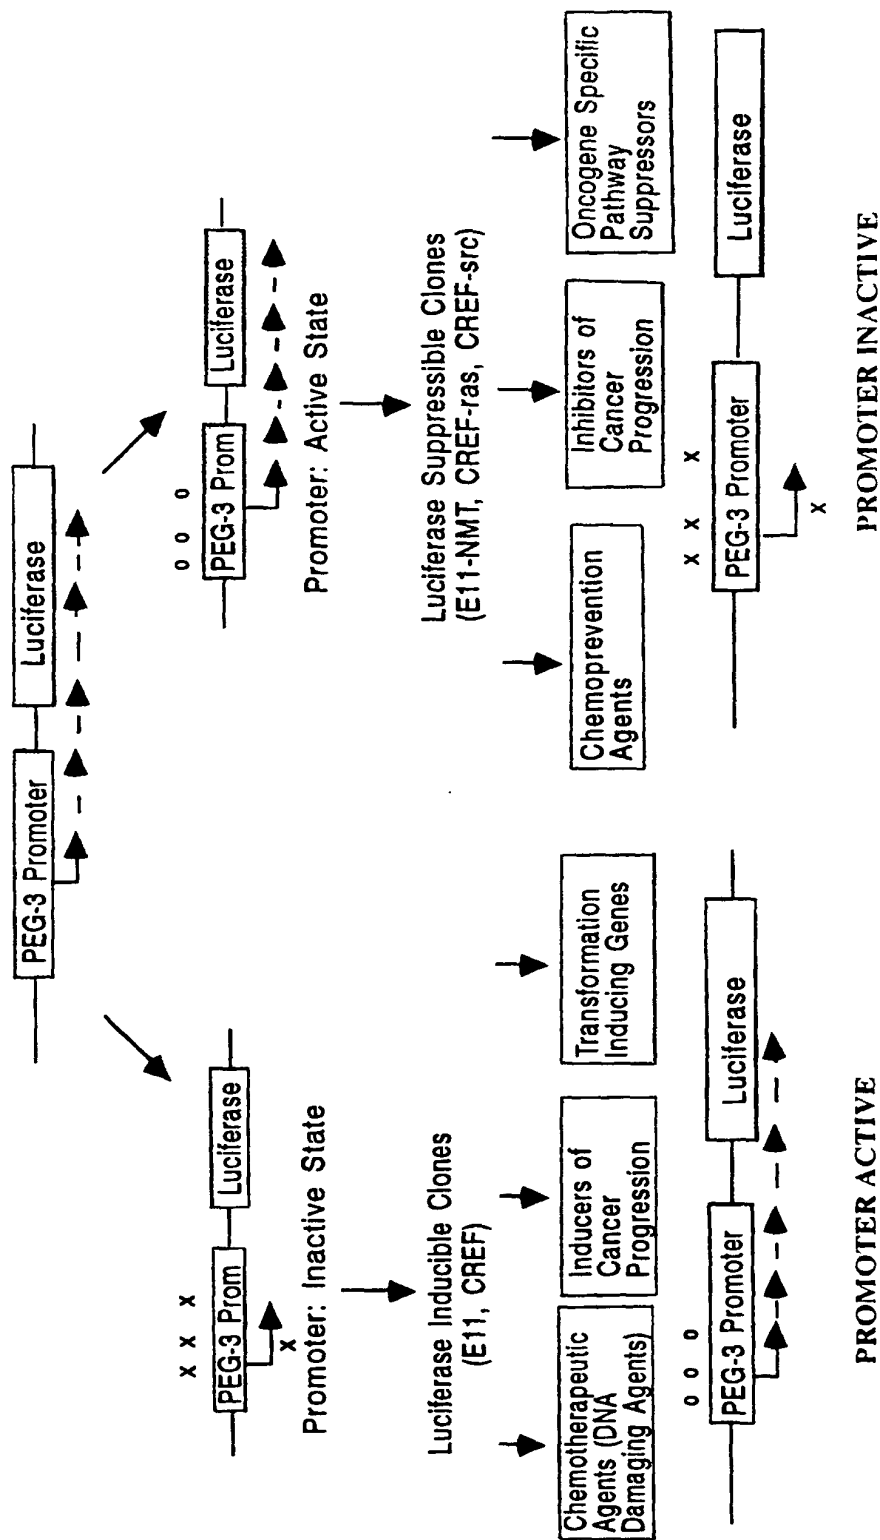 PEG-3 Promoter
Luciferase
X X X
PEG-3 Prom
Luciferase
X
Promoter: Inactive State
Luciferase Inducible Clones
(E11, CREF)
Chemotherapeutic
Agents (DNA
Damaging Agents)
Inducers of
Cancer
Progression
Transformation
Inducing Genes
o o o
PEG-3 Promoter
Luciferase
PROMOTER ACTIVE
o o o
PEG-3 Prom
Luciferase
Promoter: Active State
Luciferase Suppressible Clones
(E11-NMT, CREF-ras, CREF-src)
Chemoprevention
Agents
Inhibitors of
Cancer
Progression
Oncogene Specific
Pathway
Suppressors
X X X
PEG-3 Promoter
Luciferase
X
PROMOTER INACTIVE